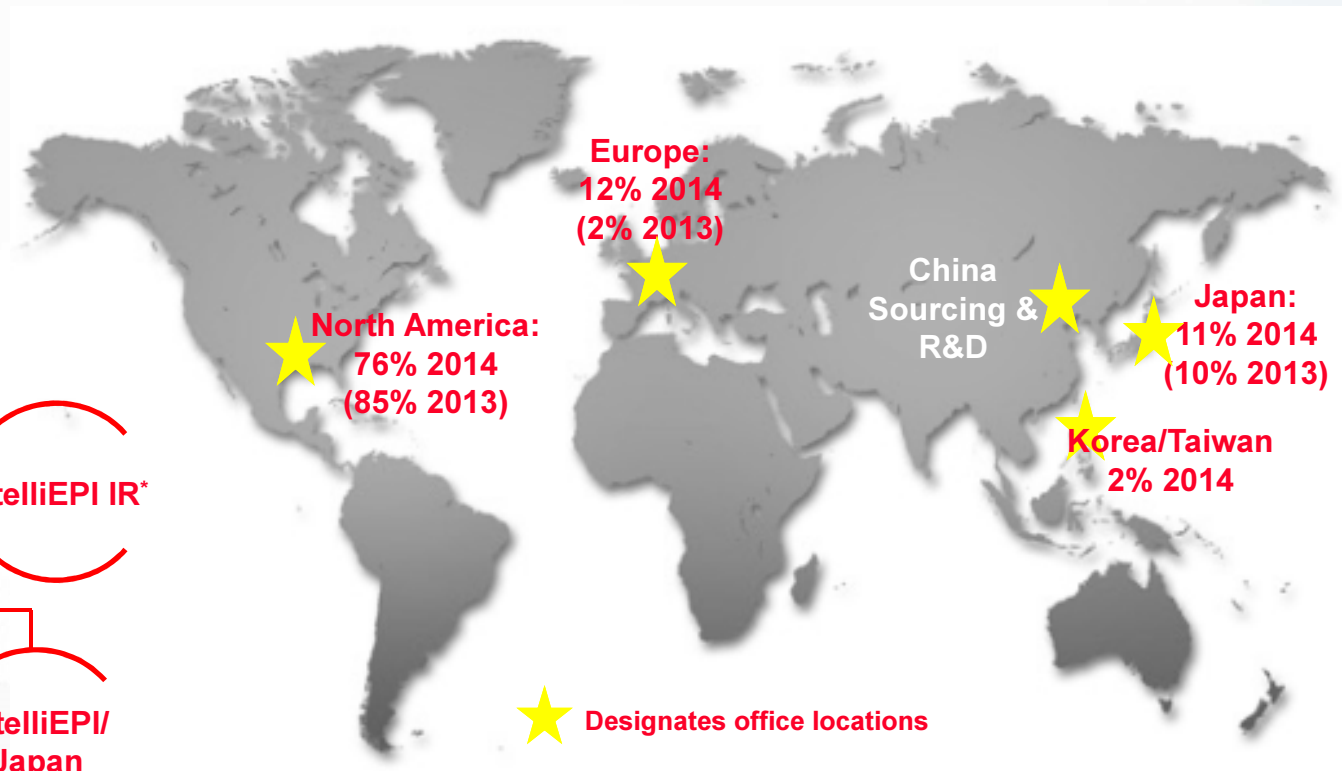 Europe:
12% 2014
(2% 2013)
China
Sourcing &
R&D
Japan:
11% 2014
(10% 2013)
North America:
76% 2014
(85% 2013)
Korea/Taiwan
2% 2014
telliEPI IR*
telliEPI/
Japan
Designates office locations